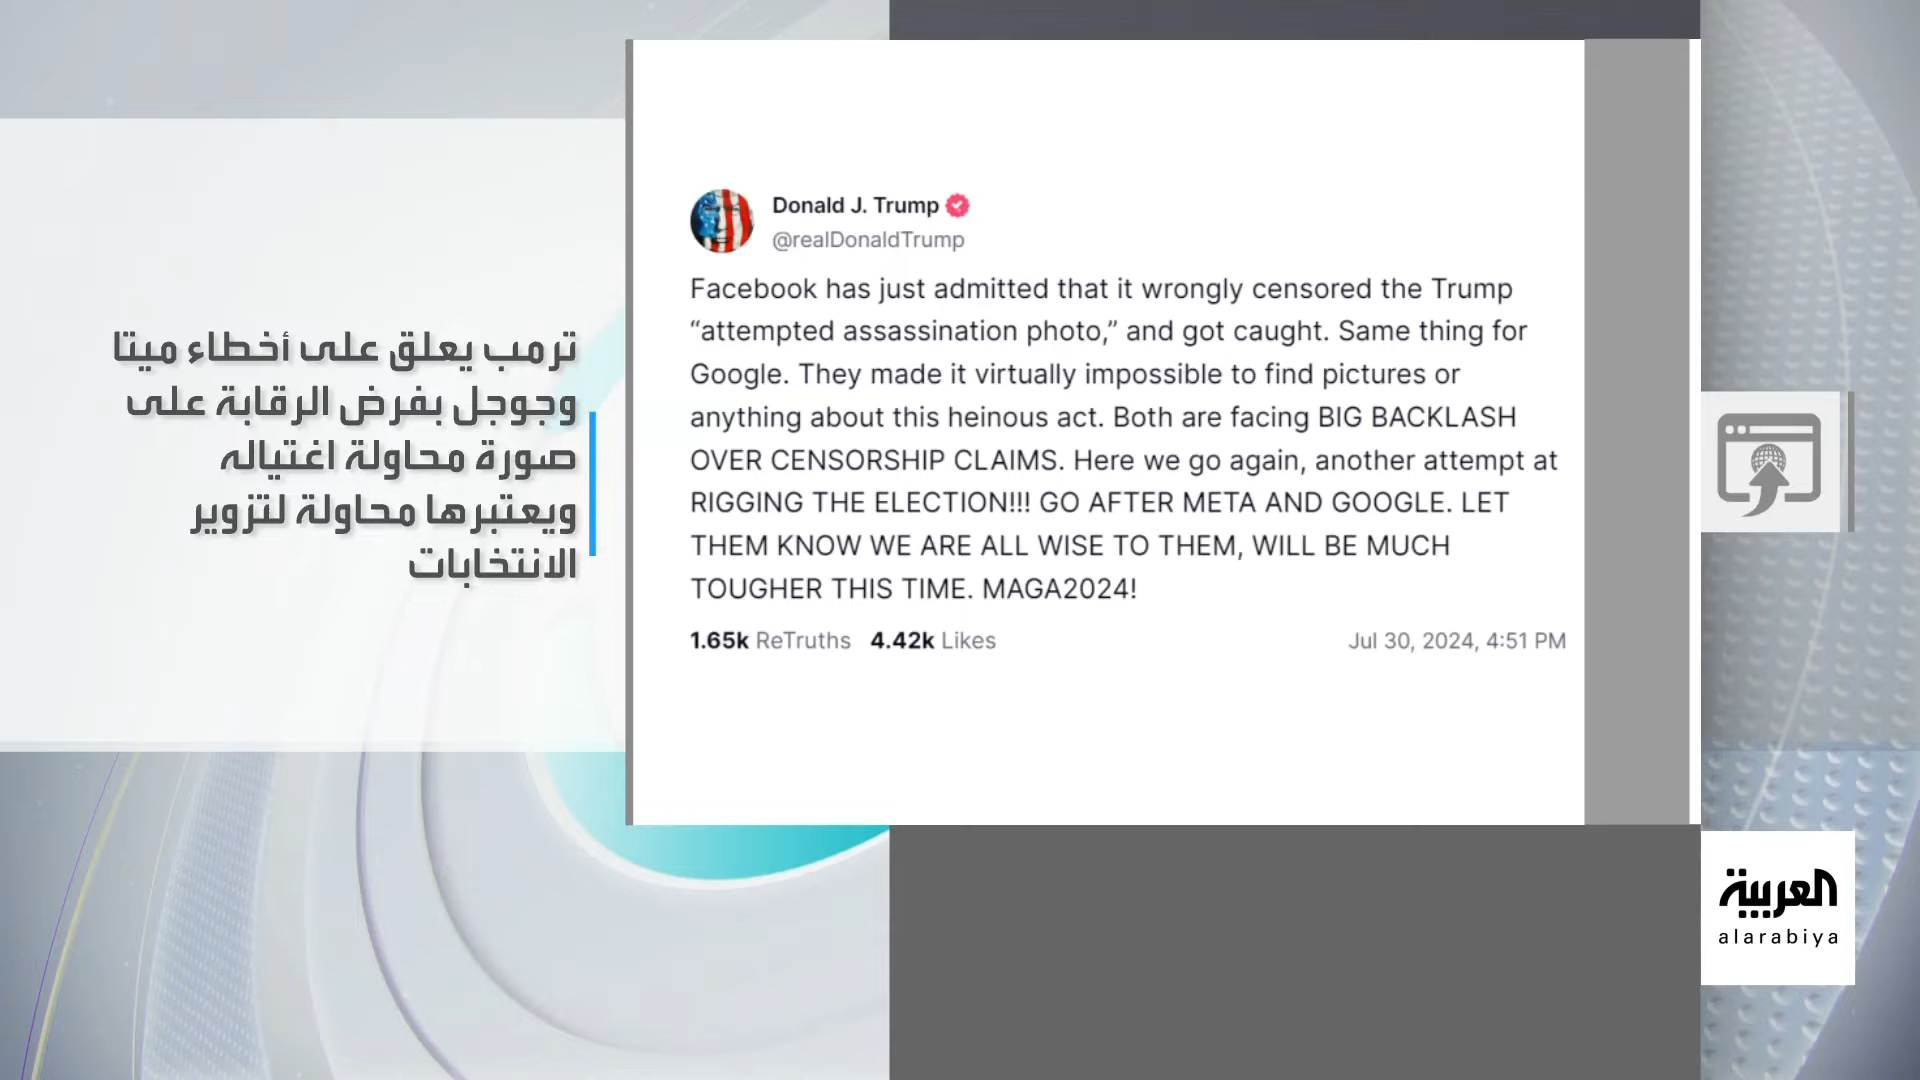 ترمب يعلق على أخطاء ميتا
وجوجل بفرض الرقابة على
صورة محاولة اغتياله
ويعتبرها محاولة لتزوير
الانتخابات
Donald J. Trump
@realDonaldTrump
Facebook has just admitted that it wrongly censored the Trump
“attempted assassination photo,” and got caught. Same thing for
Google. They made it virtually impossible to find pictures or
anything about this heinous act. Both are facing BIG BACKLASH
OVER CENSORSHIP CLAIMS. Here we go again, another attempt at
RIGGING THE ELECTION!!! GO AFTER META AND GOOGLE. LET
THEM KNOW WE ARE ALL WISE TO THEM, WILL BE MUCH
TOUGHER THIS TIME. MAGA2024!
1.65k ReTruths 4.42k Likes Jul 30, 2024, 4:51 PM
العربية
alarabiya